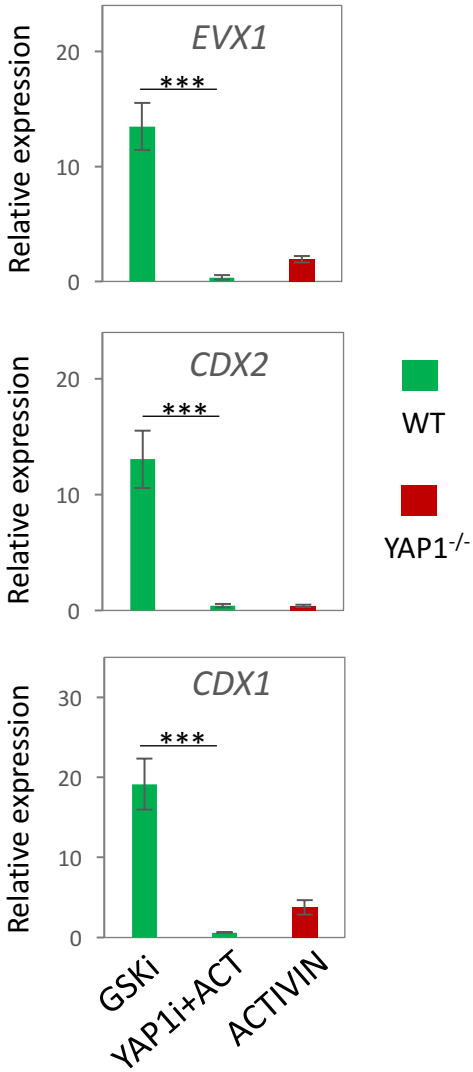 EVX1
Relative expression
20
10
0
***
CDX2
Relative expression
20
10
0
***
WT
YAP1-/-
CDX1
Relative expression
30
20
10
0
***
GSKi
YAP1i+ACT
ACTIVIN